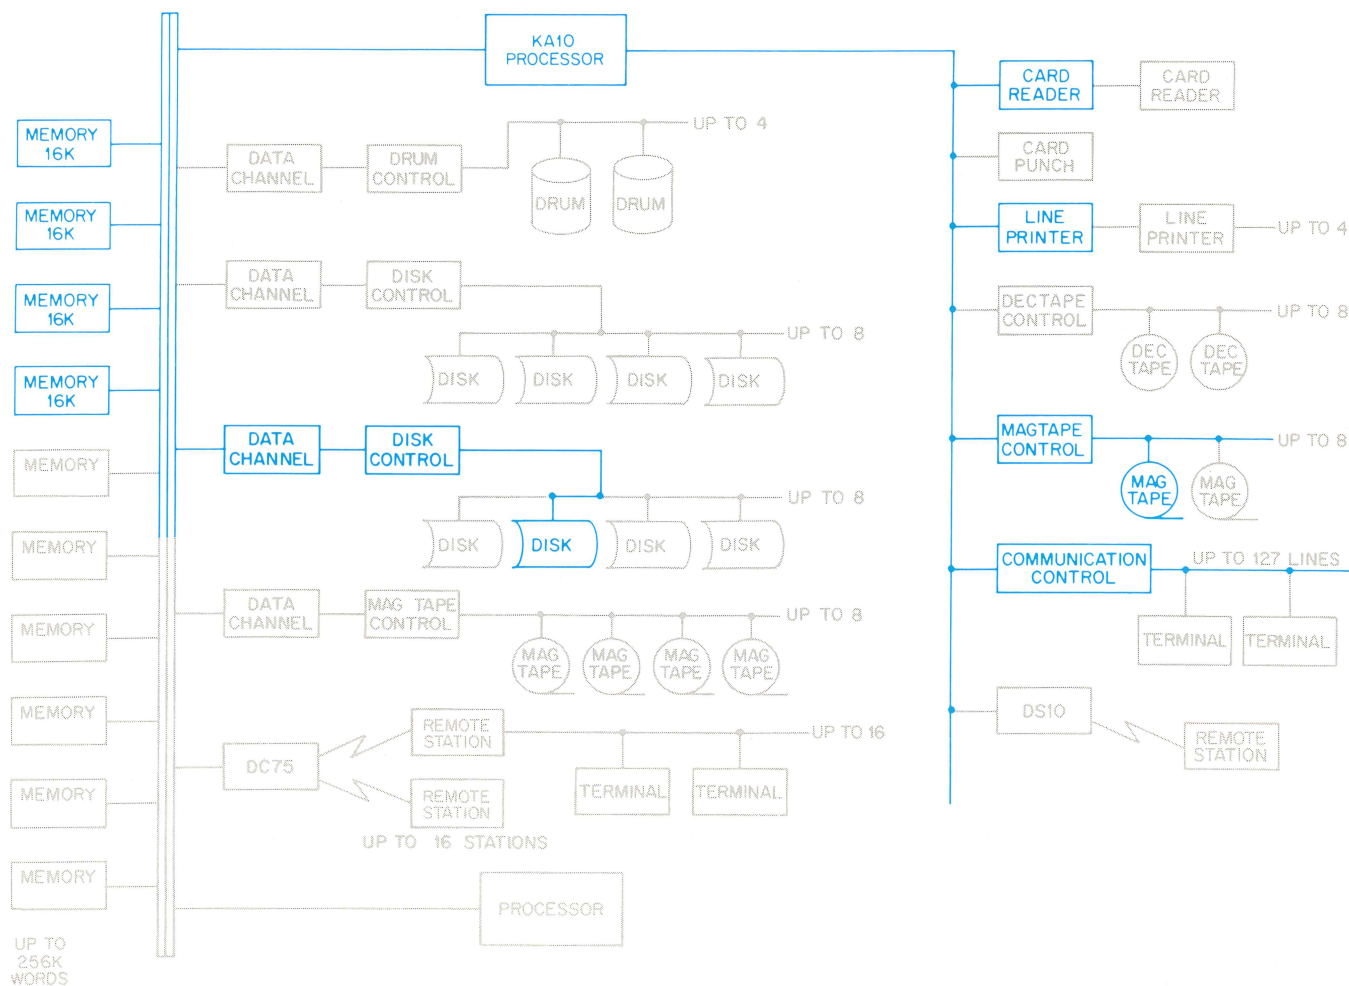 KA10
PROCESSOR
CARD
READER
CARD
READER
MEMORY
16K
UP TO 4
DATA
CHANNEL
DRUM
CONTROL
CARD
PUNCH
DRUM
DRUM
MEMORY
16K
LINE
PRINTER
LINE
PRINTER
UP TO 4
DATA
CHANNEL
DISK
CONTROL
MEMORY
16K
DECTAPE
CONTROL
UP TO 8
UP TO 8
DEC
TAPE
DEC
TAPE
DISK
DISK
DISK
DISK
MEMORY
16K
DATA
CHANNEL
DISK
CONTROL
MAGTAPE
CONTROL
UP TO 8
MEMORY
MAG
TAPE
MAG
TAPE
UP TO 8
DISK
DISK
DISK
DISK
MEMORY
COMMUNICATION
CONTROL
UP TO 127 LINES
DATA
CHANNEL
MAG TAPE
CONTROL
UP TO 8
MEMORY
TERMINAL
TERMINAL
MAG
TAPE
MAG
TAPE
MAG
TAPE
MAG
TAPE
MEMORY
REMOTE
STATION
UP TO 16
DS10
REMOTE
STATION
DC75
MEMORY
REMOTE
STATION
TERMINAL
TERMINAL
UP TO 16 STATIONS
MEMORY
PROCESSOR
UP TO
256K
WORDS